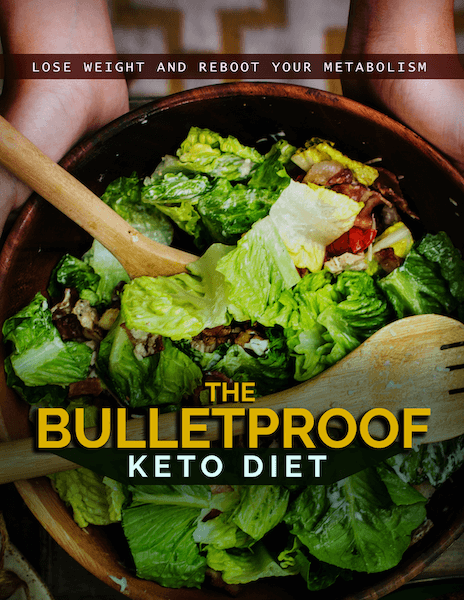 LOSE WEIGHT AND REBOOT YOUR METABOLISM
THE
BULLETPROOF
KETO DIET